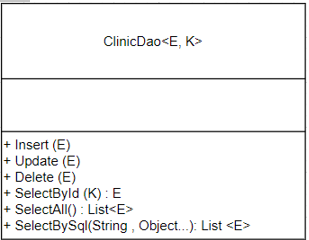 ClinicDao<E, K>
+ Insert (E)
+ Update (E)
+ Delete (E)
+ SelectById (K) : E
+ SelectAll() : List<E>
+ SelectBySql(String , Object...): List <E>